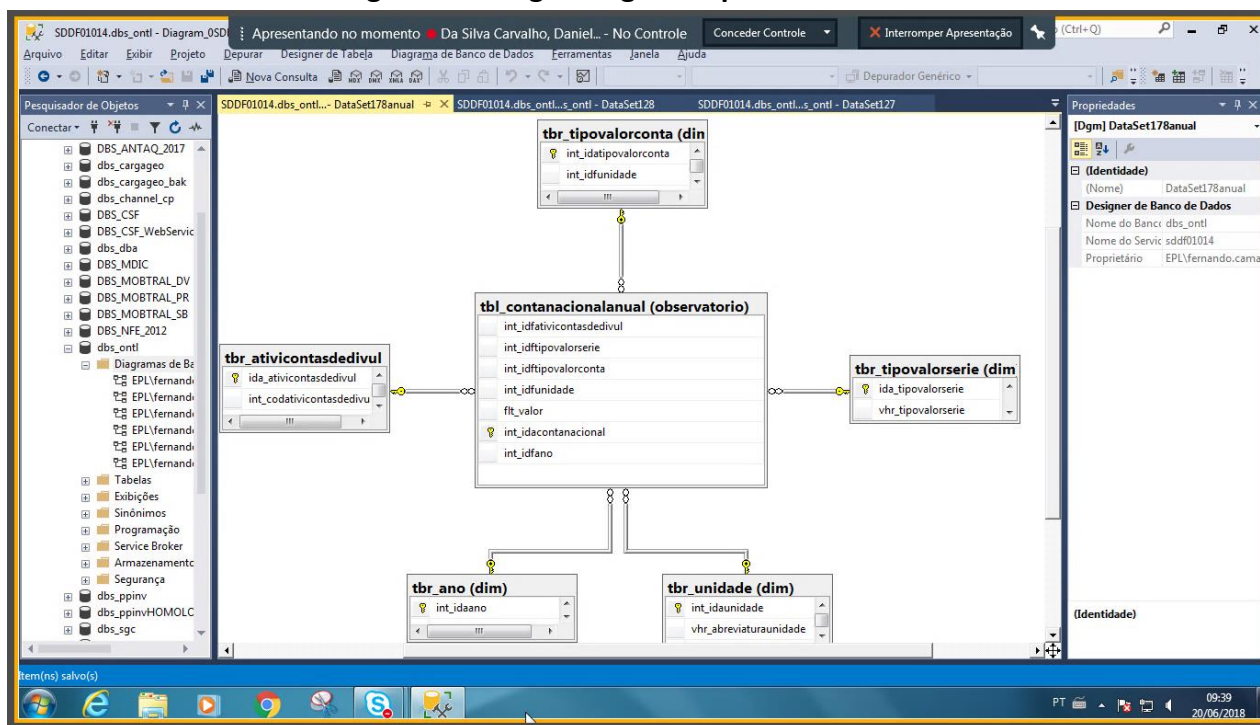 SDDF01014.dbs_ontl - Diagram_0SD
Apresentando no momento Da Silva Carvalho, Daniel... - No Controle
Conceder Controle
Interromper Apresentação
(Ctrl+Q)
Arquivo Editar Exibir Projeto Depurar Designer de Tabela Diagrama de Banco de Dados Ferramentas Janela Ajuda
Nova Consulta
MDX DMX XMLA DAX
Depurador Genérico
Pesquisador de Objetos
SDDF01014.dbs_ontl...- DataSet178anual
SDDF01014.dbs_ontl...s_ontl - DataSet128
SDDF01014.dbs_ontl...s_ontl - DataSet127
Propriedades
Conectar
DBS_ANTAQ_2017
dbs_cargageo
dbs_cargageo_bak
dbs_channel_cp
DBS_CSF
DBS_CSF_WebServic
dbs_dba
DBS_MDIC
DBS_MOBTRAL_DV
DBS_MOBTRAL_PR
DBS_MOBTRAL_SB
DBS_NFE_2012
dbs_ontl
Diagramas de Ba
EPL\fernand
EPL\fernand
EPL\fernand
EPL\fernand
EPL\fernand
EPL\fernand
Tabelas
Exibições
Sinônimos
Programação
Service Broker
Armazenamento
Segurança
dbs_ppinv
dbs_ppinvHOMOLC
dbs_sgc
tbr_tipovalorconta (din
int_idatipovalorconta
int_idfunidade
tbl_contanacionalanual (observatorio)
int_idfativicontasdedivul
int_idftipovalorserie
int_idftipovalorconta
int_idfunidade
flt_valor
int_idacontanacional
int_idfano
tbr_ativicontasdedivul
ida_ativicontasdedivul
int_codativicontasdedivu
tbr_tipovalorserie (dim
ida_tipovalorserie
vhr_tipovalorserie
tbr_ano (dim)
int_idaano
tbr_unidade (dim)
int_idaunidade
vhr_abreviaturaunidade
[Dgm] DataSet178anual
(Identidade)
(Nome) DataSet178anual
Designer de Banco de Dados
Nome do Banco dbs_ontl
Nome do Servic sddf01014
Proprietário EPL\fernando.cama
(Identidade)
Item(ns) salvo(s)
PT
09:39
20/06/2018